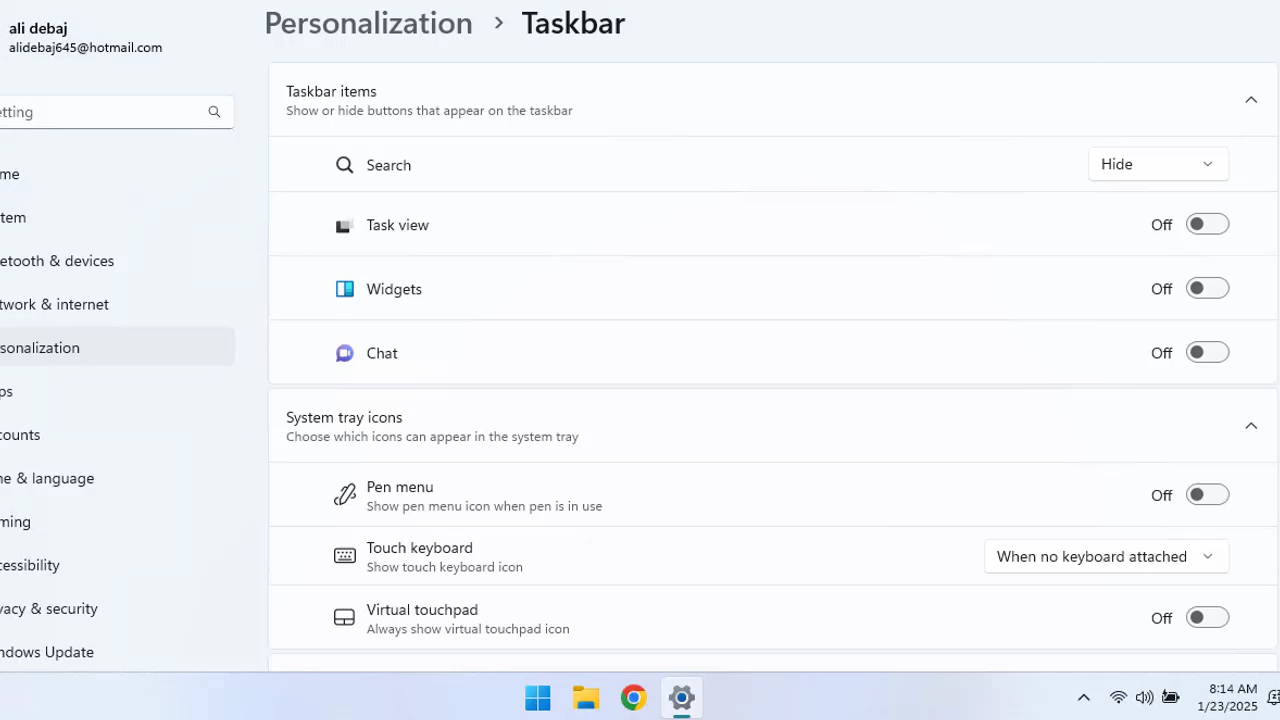 ali debaj
alidebaj645@hotmail.com
Personalization > Taskbar
etting
me
tem
etooth & devices
twork & internet
sonalization
ps
counts
ne & language
ming
cessibility
vacy & security
ndows Update
Taskbar items
Show or hide buttons that appear on the taskbar
Search Hide
Task view Off
Widgets Off
Chat Off
System tray icons
Choose which icons can appear in the system tray
Pen menu
Show pen menu icon when pen is in use
Off
Touch keyboard
Show touch keyboard icon
When no keyboard attached
Virtual touchpad
Always show virtual touchpad icon
Off
8:14 AM
1/23/2025